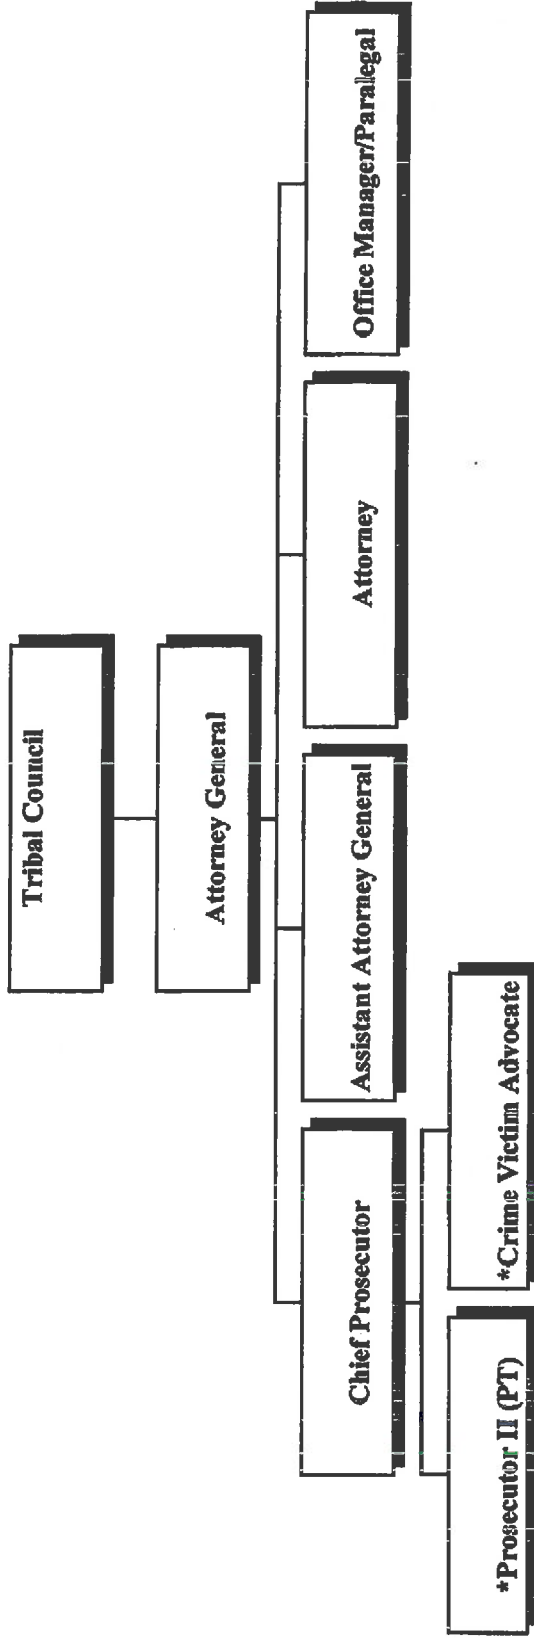 Tribal Council
Attorney General
Chief Prosecutor
Assistant Attorney General
Attorney
Office Manager/Paralegal
*Prosecutor II (PT)
*Crime Victim Advocate